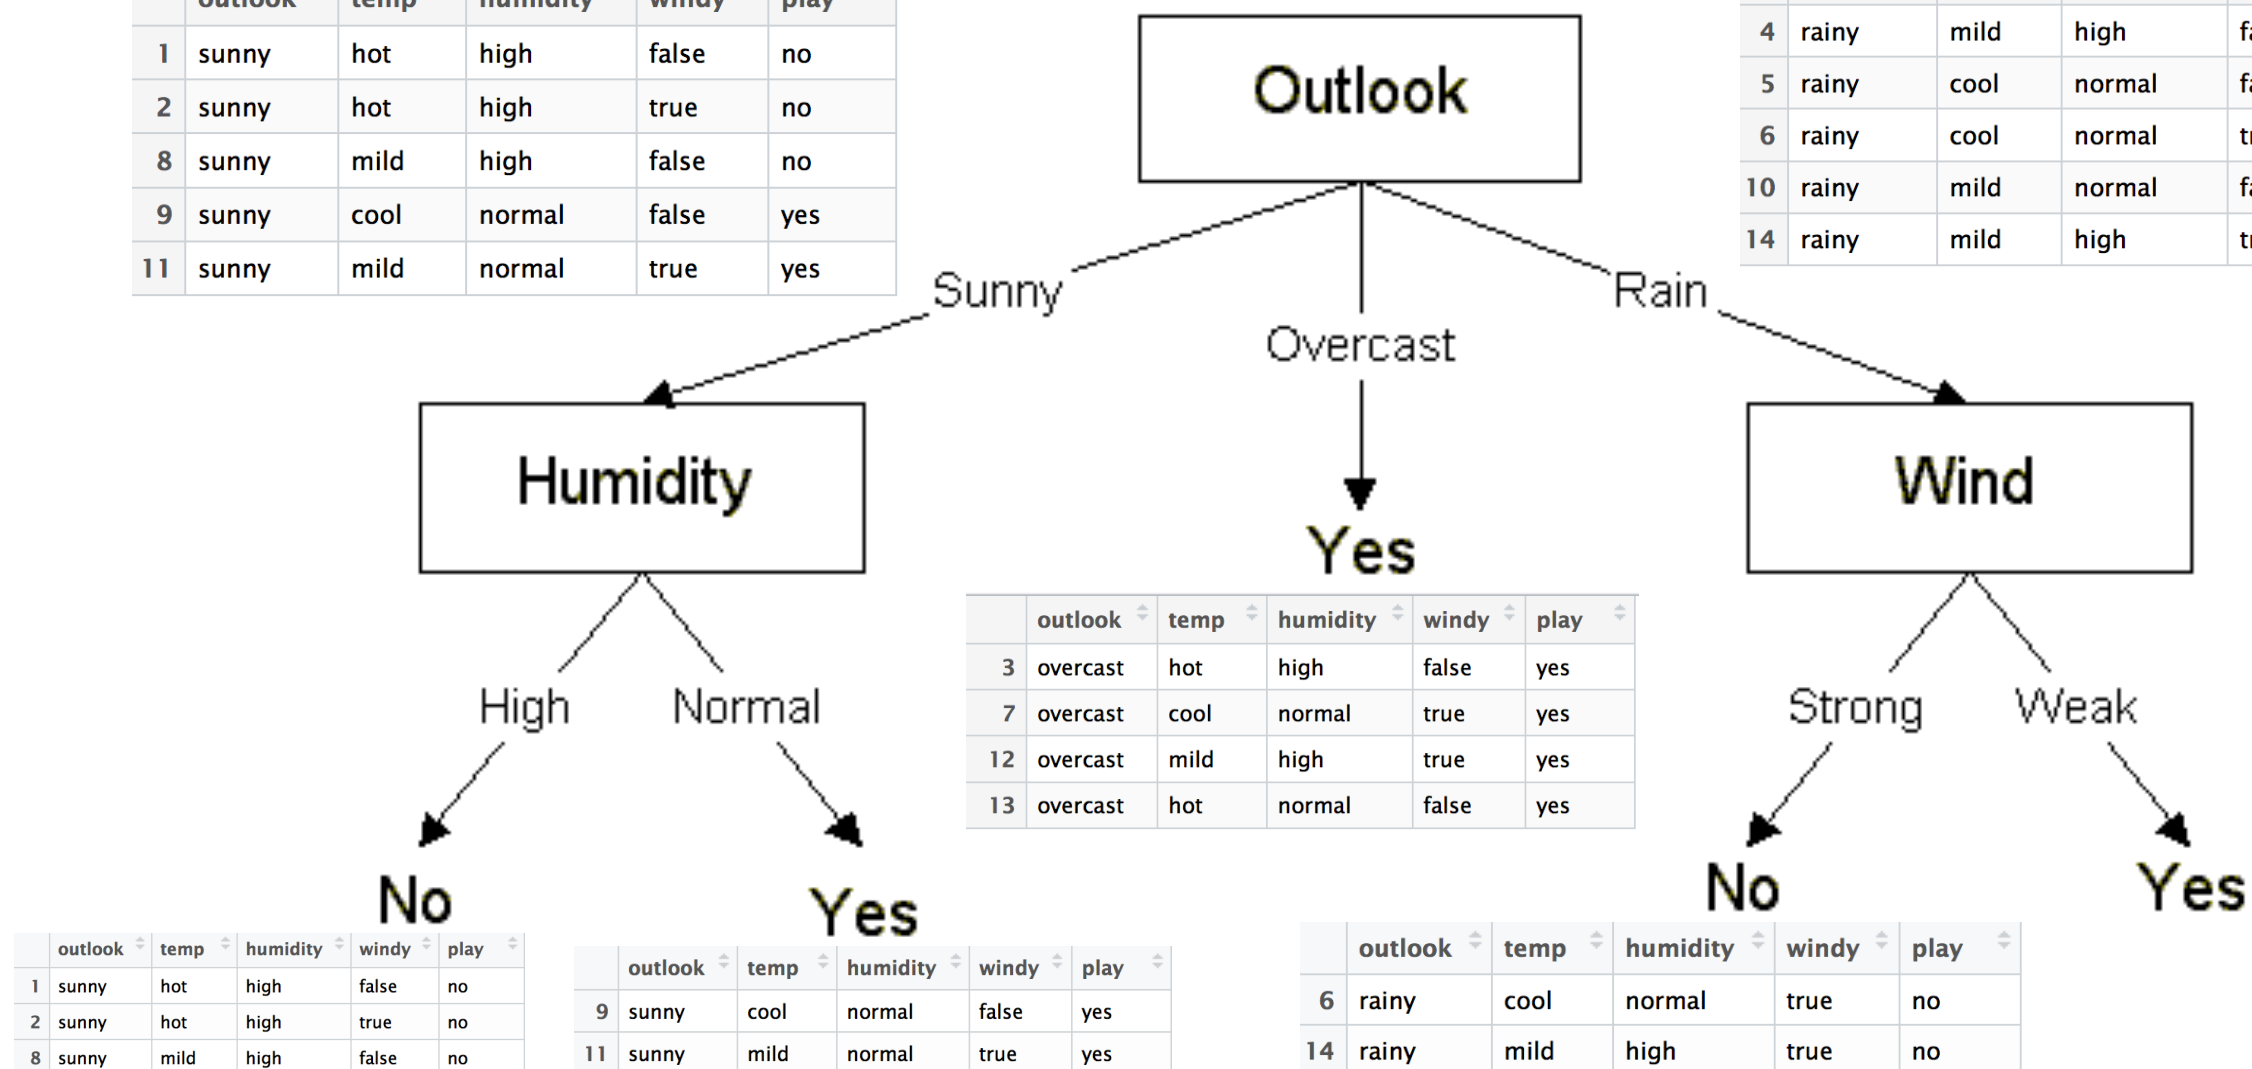 outlook temp humidity windy play
1 sunny hot high false no
2 sunny hot high true no
8 sunny mild high false no
9 sunny cool normal false yes
11 sunny mild normal true yes
Outlook
4 rainy mild high
5 rainy cool normal
6 rainy cool normal
10 rainy mild normal
14 rainy mild high
Sunny
Overcast
Rain
Humidity
Yes
Wind
outlook temp humidity windy play
3 overcast hot high false yes
7 overcast cool normal true yes
12 overcast mild high true yes
13 overcast hot normal false yes
High
Normal
Strong
Weak
No
Yes
No
Yes
outlook temp humidity windy play
1 sunny hot high false no
2 sunny hot high true no
8 sunny mild high false no
outlook temp humidity windy play
9 sunny cool normal false yes
11 sunny mild normal true yes
outlook temp humidity windy play
6 rainy cool normal true no
14 rainy mild high true no